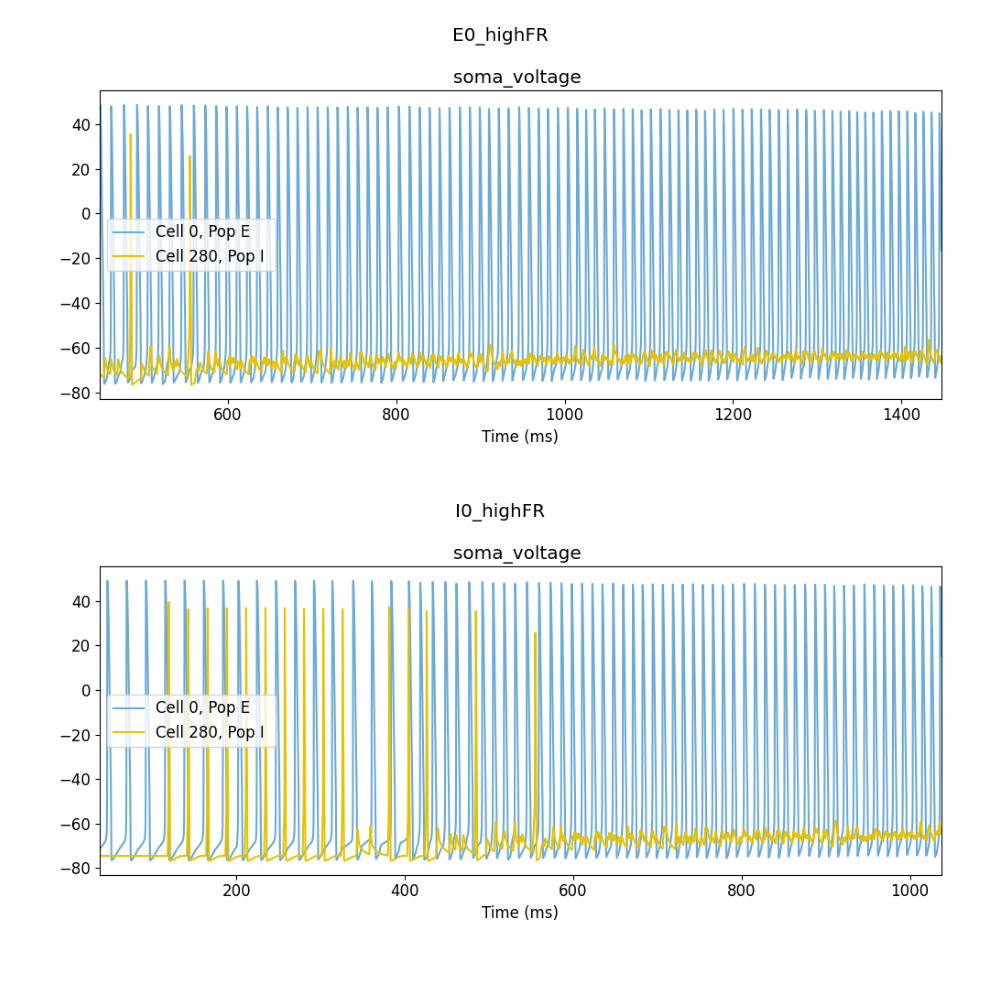 E0_highFR
soma_voltage
40
20
0
−20
−40
−60
−80
Cell 0, Pop E
Cell 280, Pop I
600 800 1000 1200 1400
Time (ms)
I0_highFR
soma_voltage
40
20
0
−20
−40
−60
−80
Cell 0, Pop E
Cell 280, Pop I
200 400 600 800 1000
Time (ms)